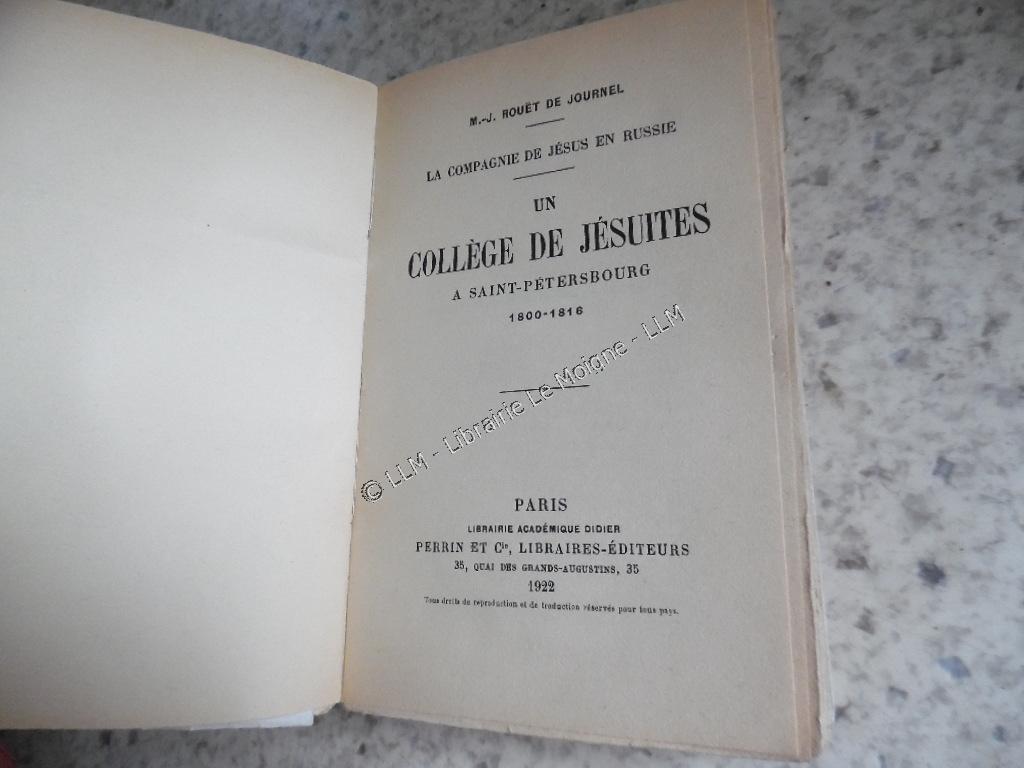 M.-J. ROUËT DE JOURNEL
LA COMPAGNIE DE JÉSUS EN RUSSIE
UN
COLLÈGE DE JÉSUITES
A SAINT-PÉTERSBOURG
1800-1816
© LLM - Librairie Le Moigne - LLM
PARIS
LIBRAIRIE ACADÉMIQUE DIDIER
PERRIN ET Cie, LIBRAIRES-ÉDITEURS
35, QUAI DES GRANDS-AUGUSTINS, 35
1922
Tous droits de reproduction et de traduction réservés pour tous pays.